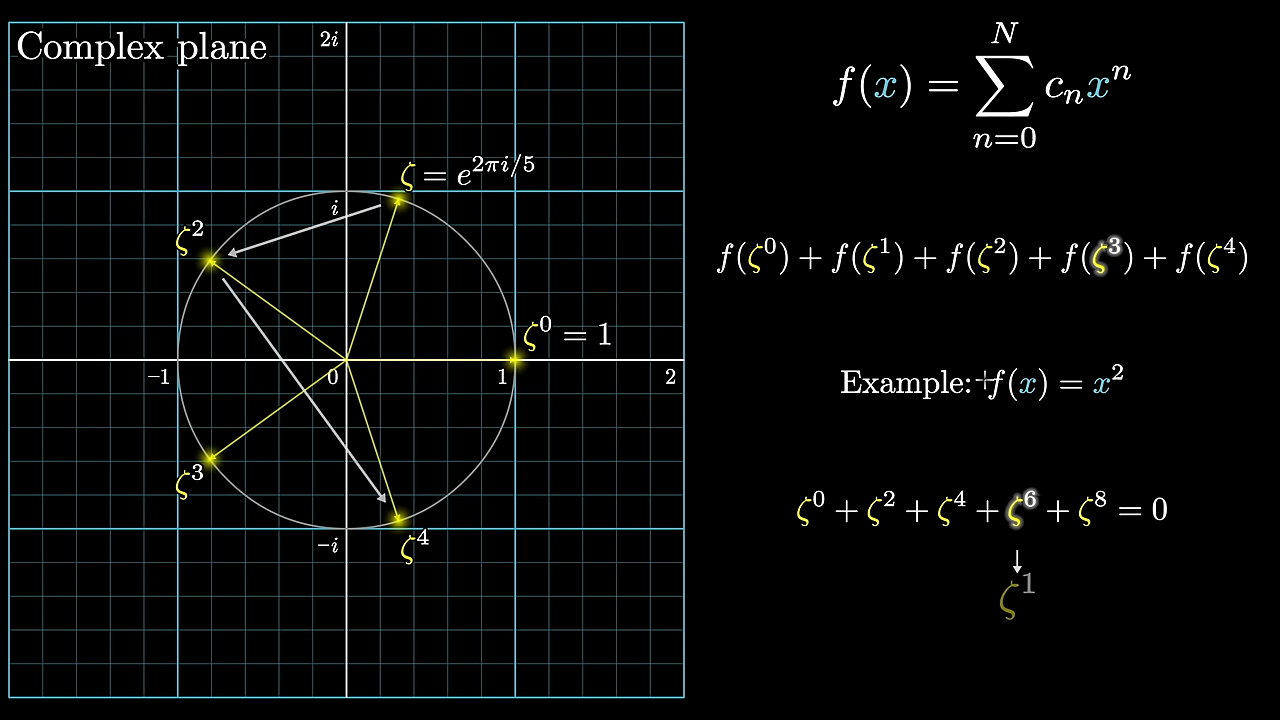 Complex plane
2i
ζ = e^{2πi/5}
i
ζ^2
ζ^0 = 1
−1
0
1
2
ζ^3
−i
ζ^4
f(x) = \sum_{n=0}^{N} c_n x^n
f(ζ^0) + f(ζ^1) + f(ζ^2) + f(ζ^3) + f(ζ^4)
Example: f(x) = x^2
ζ^0 + ζ^2 + ζ^4 + ζ^6 + ζ^8 = 0
↓
ζ^1